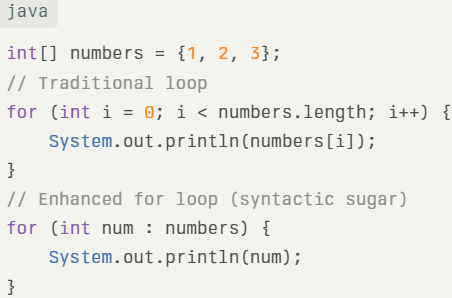 java
int[] numbers = {1, 2, 3};
// Traditional loop
for (int i = 0; i < numbers.length; i++) {
    System.out.println(numbers[i]);
}
// Enhanced for loop (syntactic sugar)
for (int num : numbers) {
    System.out.println(num);
}